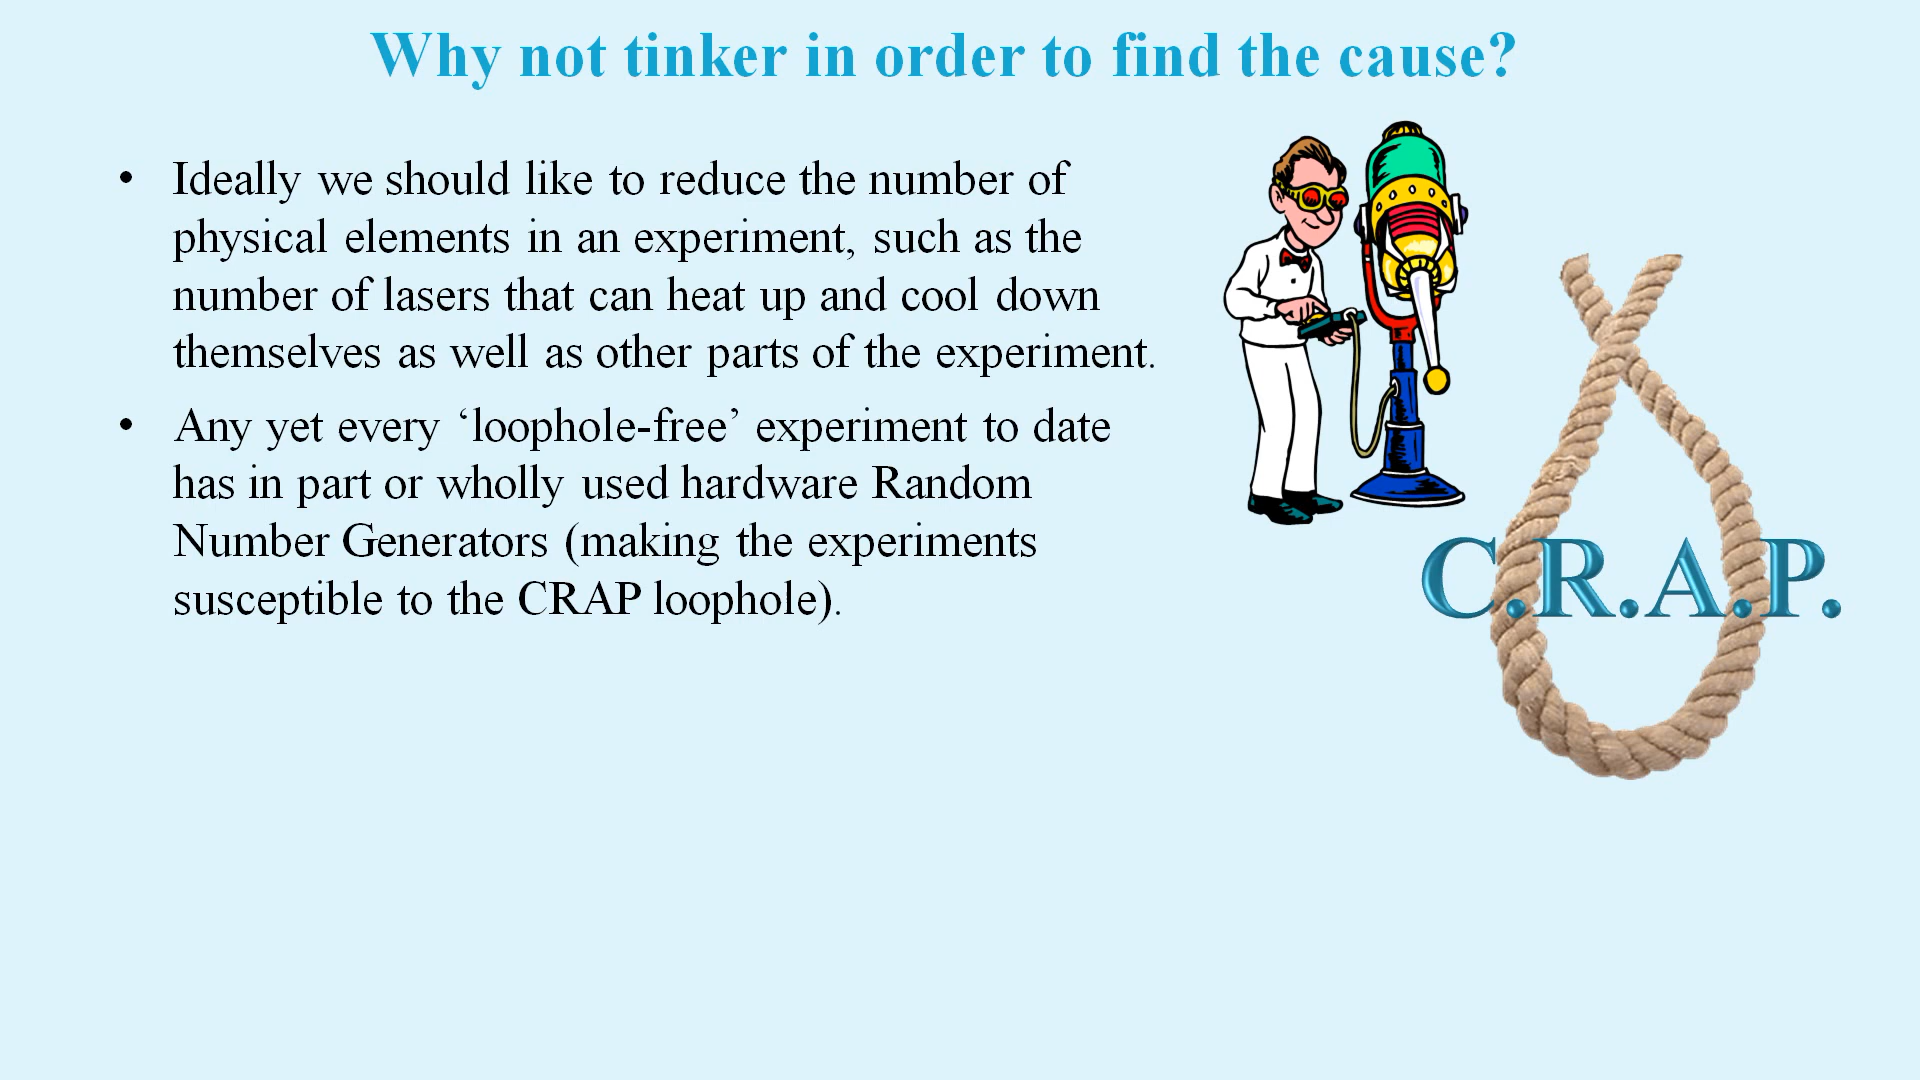 Why not tinker in order to find the cause?
• Ideally we should like to reduce the number of
physical elements in an experiment, such as the
number of lasers that can heat up and cool down
themselves as well as other parts of the experiment.
• Any yet every ‘loophole-free’ experiment to date
has in part or wholly used hardware Random
Number Generators (making the experiments
susceptible to the CRAP loophole).
C.R.A.P.